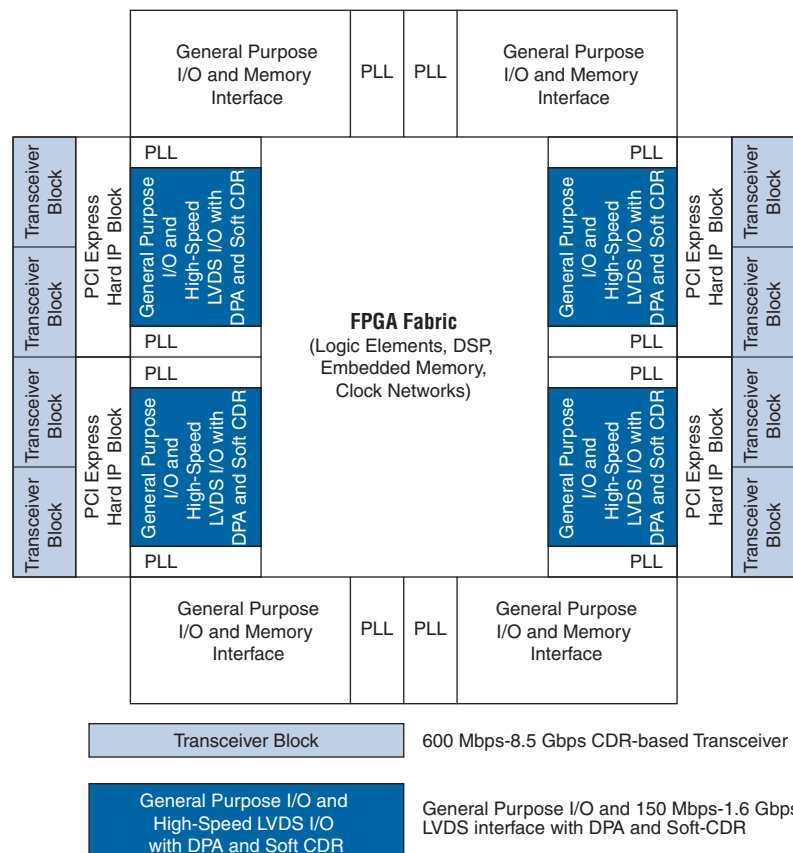 General Purpose
I/O and Memory
Interface
PLL
PLL
General Purpose
I/O and Memory
Interface
Transceiver
Block
Transceiver
Block
PCI Express
Hard IP Block
PLL
General Purpose
I/O and
High-Speed
LVDS I/O with
DPA and Soft CDR
PLL
Transceiver
Block
Transceiver
Block
PCI Express
Hard IP Block
PLL
General Purpose
I/O and
High-Speed
LVDS I/O with
DPA and Soft CDR
PLL
FPGA Fabric
(Logic Elements, DSP,
Embedded Memory,
Clock Networks)
PLL
General Purpose
I/O and
High-Speed
LVDS I/O with
DPA and Soft CDR
PLL
PCI Express
Hard IP Block
Transceiver
Block
Transceiver
Block
PLL
General Purpose
I/O and
High-Speed
LVDS I/O with
DPA and Soft CDR
PLL
PCI Express
Hard IP Block
Transceiver
Block
Transceiver
Block
General Purpose
I/O and Memory
Interface
PLL
PLL
General Purpose
I/O and Memory
Interface
Transceiver Block
600 Mbps-8.5 Gbps CDR-based Transceiver
General Purpose I/O and
High-Speed LVDS I/O
with DPA and Soft CDR
General Purpose I/O and 150 Mbps-1.6 Gbps
LVDS interface with DPA and Soft-CDR